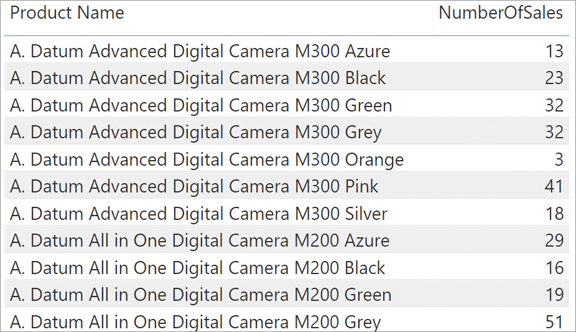 Product Name NumberOfSales
A. Datum Advanced Digital Camera M300 Azure 13
A. Datum Advanced Digital Camera M300 Black 23
A. Datum Advanced Digital Camera M300 Green 32
A. Datum Advanced Digital Camera M300 Grey 32
A. Datum Advanced Digital Camera M300 Orange 3
A. Datum Advanced Digital Camera M300 Pink 41
A. Datum Advanced Digital Camera M300 Silver 18
A. Datum All in One Digital Camera M200 Azure 29
A. Datum All in One Digital Camera M200 Black 16
A. Datum All in One Digital Camera M200 Green 19
A. Datum All in One Digital Camera M200 Grey 51